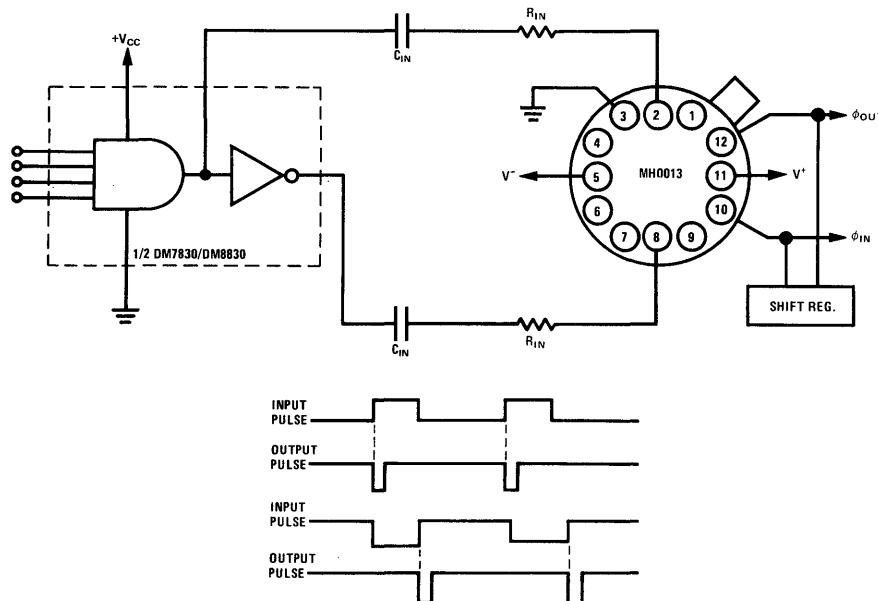 +VCC
CIN
RIN
3
2
1
4
12
ϕOUT
V⁻
5
MH0013
11
V⁺
6
10
7
8
9
ϕIN
1/2 DM7830/DM8830
SHIFT REG.
CIN
RIN
INPUT
PULSE
OUTPUT
PULSE
INPUT
PULSE
OUTPUT
PULSE